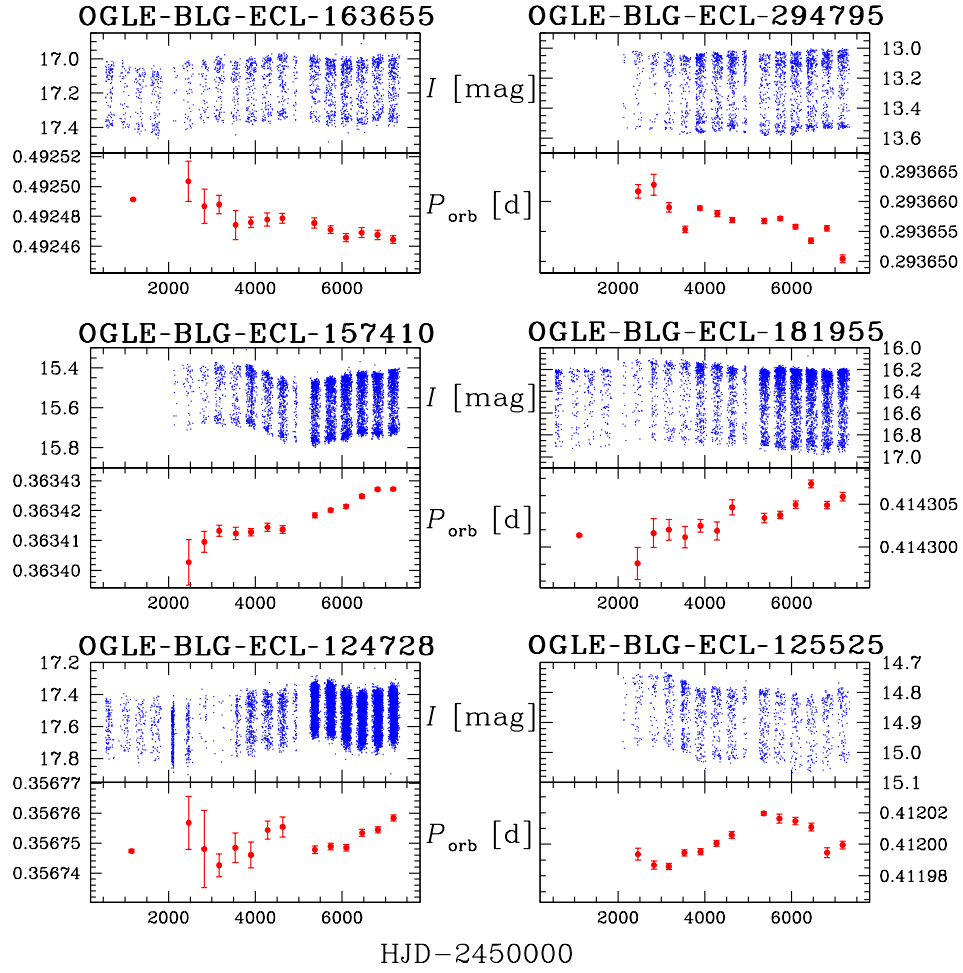 OGLE-BLG-ECL-163655 OGLE-BLG-ECL-294795
17.0 17.2 17.4 I [mag] 13.0 13.2 13.4 13.6
0.49252 0.49250 0.49248 0.49246 P orb [d] 0.293665 0.293660 0.293655 0.293650
2000 4000 6000 2000 4000 6000
OGLE-BLG-ECL-157410 OGLE-BLG-ECL-181955
15.4 15.6 15.8 I [mag] 16.0 16.2 16.4 16.6 16.8 17.0
0.36343 0.36342 0.36341 0.36340 P orb [d] 0.414305 0.414300
2000 4000 6000 2000 4000 6000
OGLE-BLG-ECL-124728 OGLE-BLG-ECL-125525
17.2 17.4 17.6 17.8 I [mag] 14.7 14.8 14.9 15.0 15.1
0.35677 0.35676 0.35675 0.35674 P orb [d] 0.41202 0.41200 0.41198
2000 4000 6000 2000 4000 6000
HJD-2450000